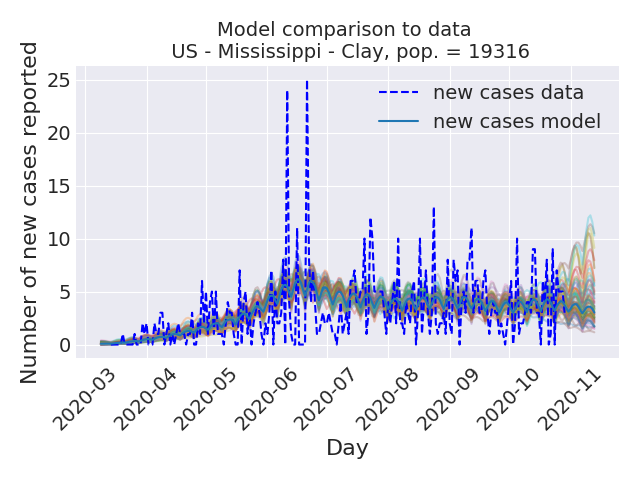 Model comparison to data
US - Mississippi - Clay, pop. = 19316
Number of new cases reported
25
20
15
10
5
0
new cases data
new cases model
2020-03
2020-04
2020-05
2020-06
2020-07
2020-08
2020-09
2020-10
2020-11
Day